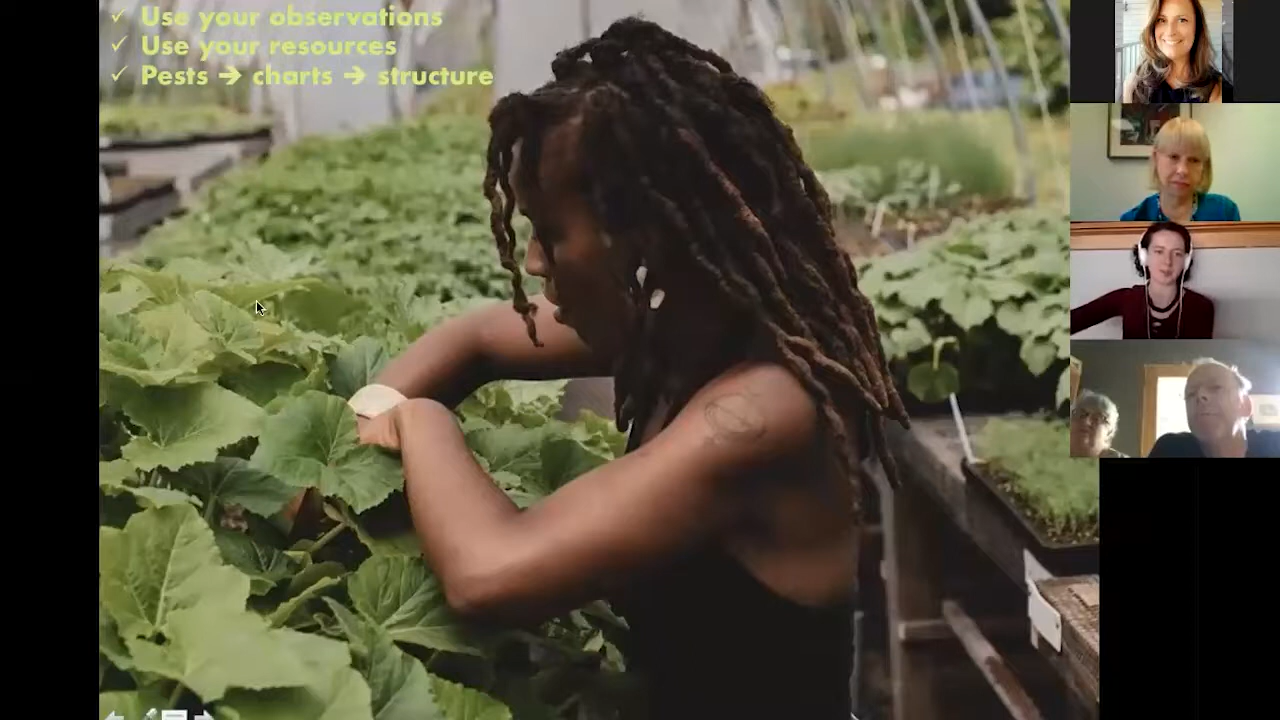 ✓ Use your observations
✓ Use your resources
✓ Pests → charts → structure